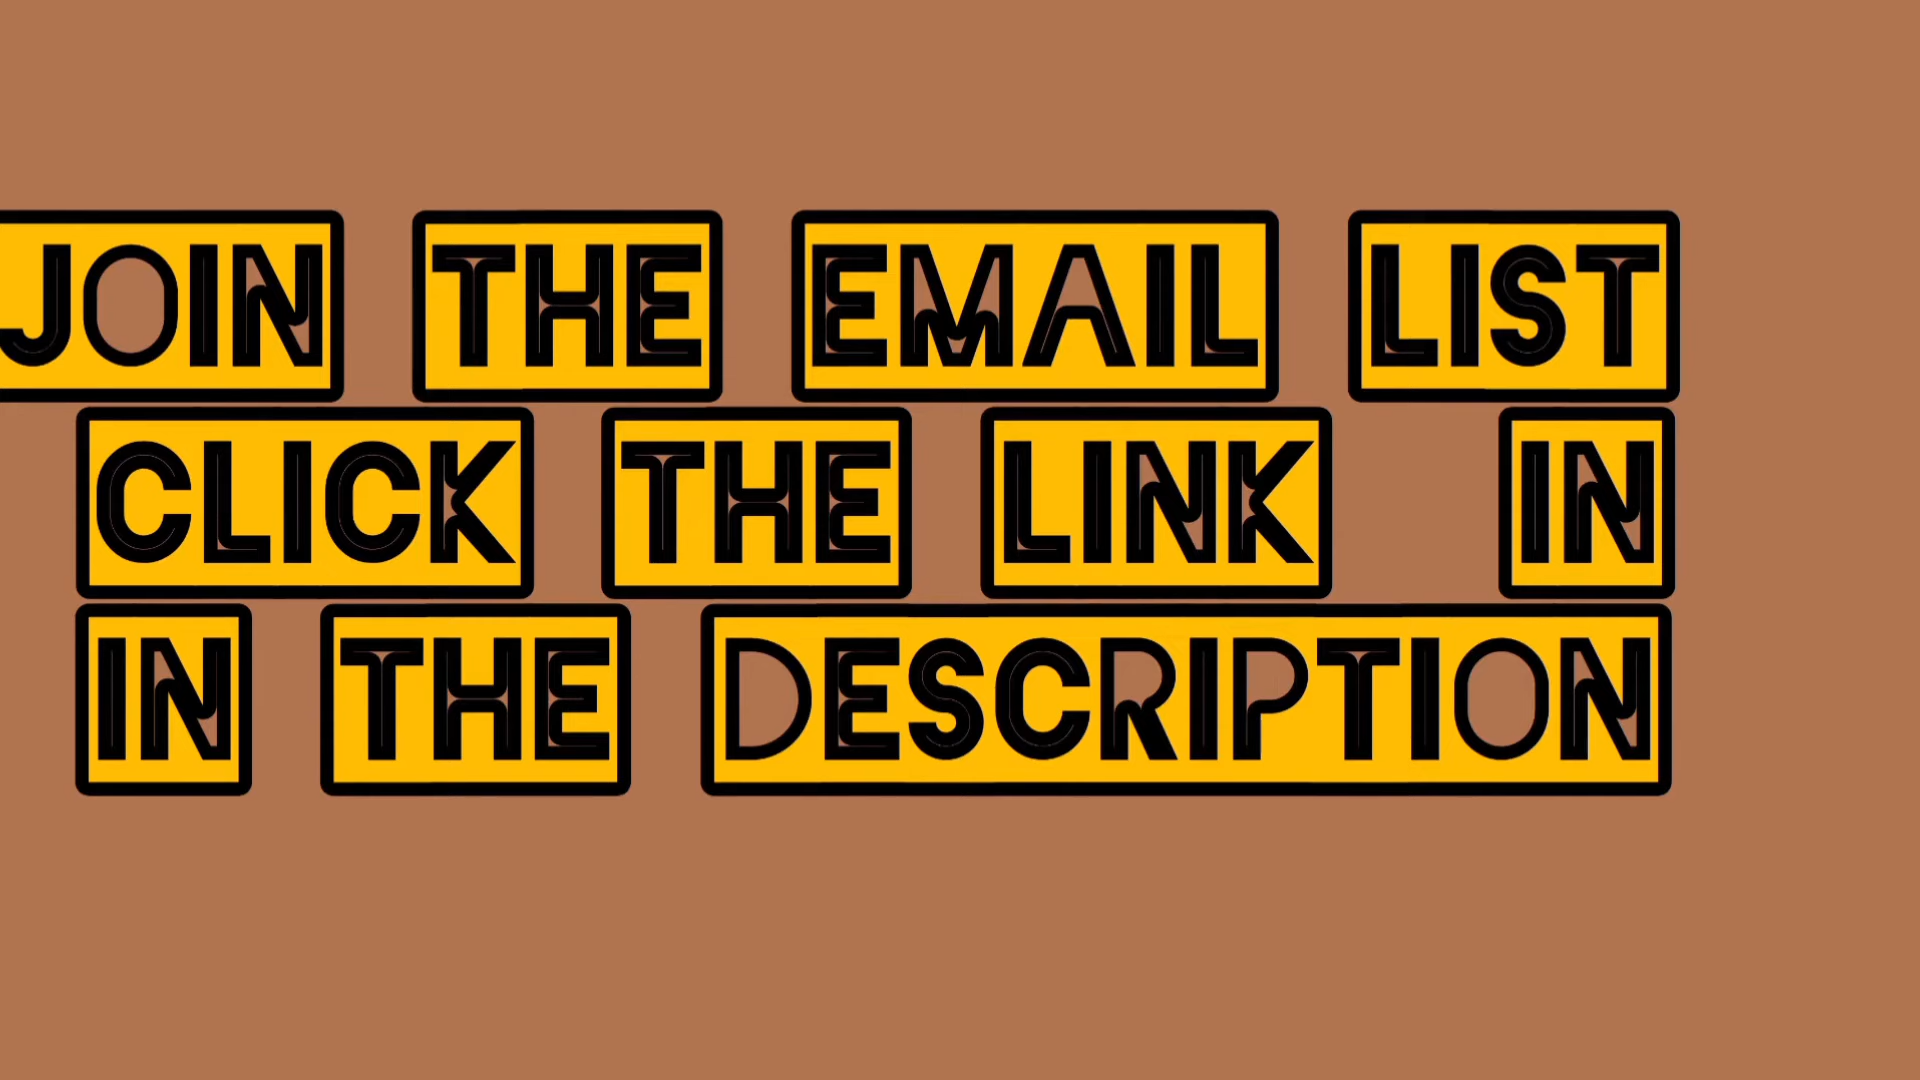 JOIN THE EMAIL LIST
CLICK THE LINK IN
IN THE DESCRIPTION